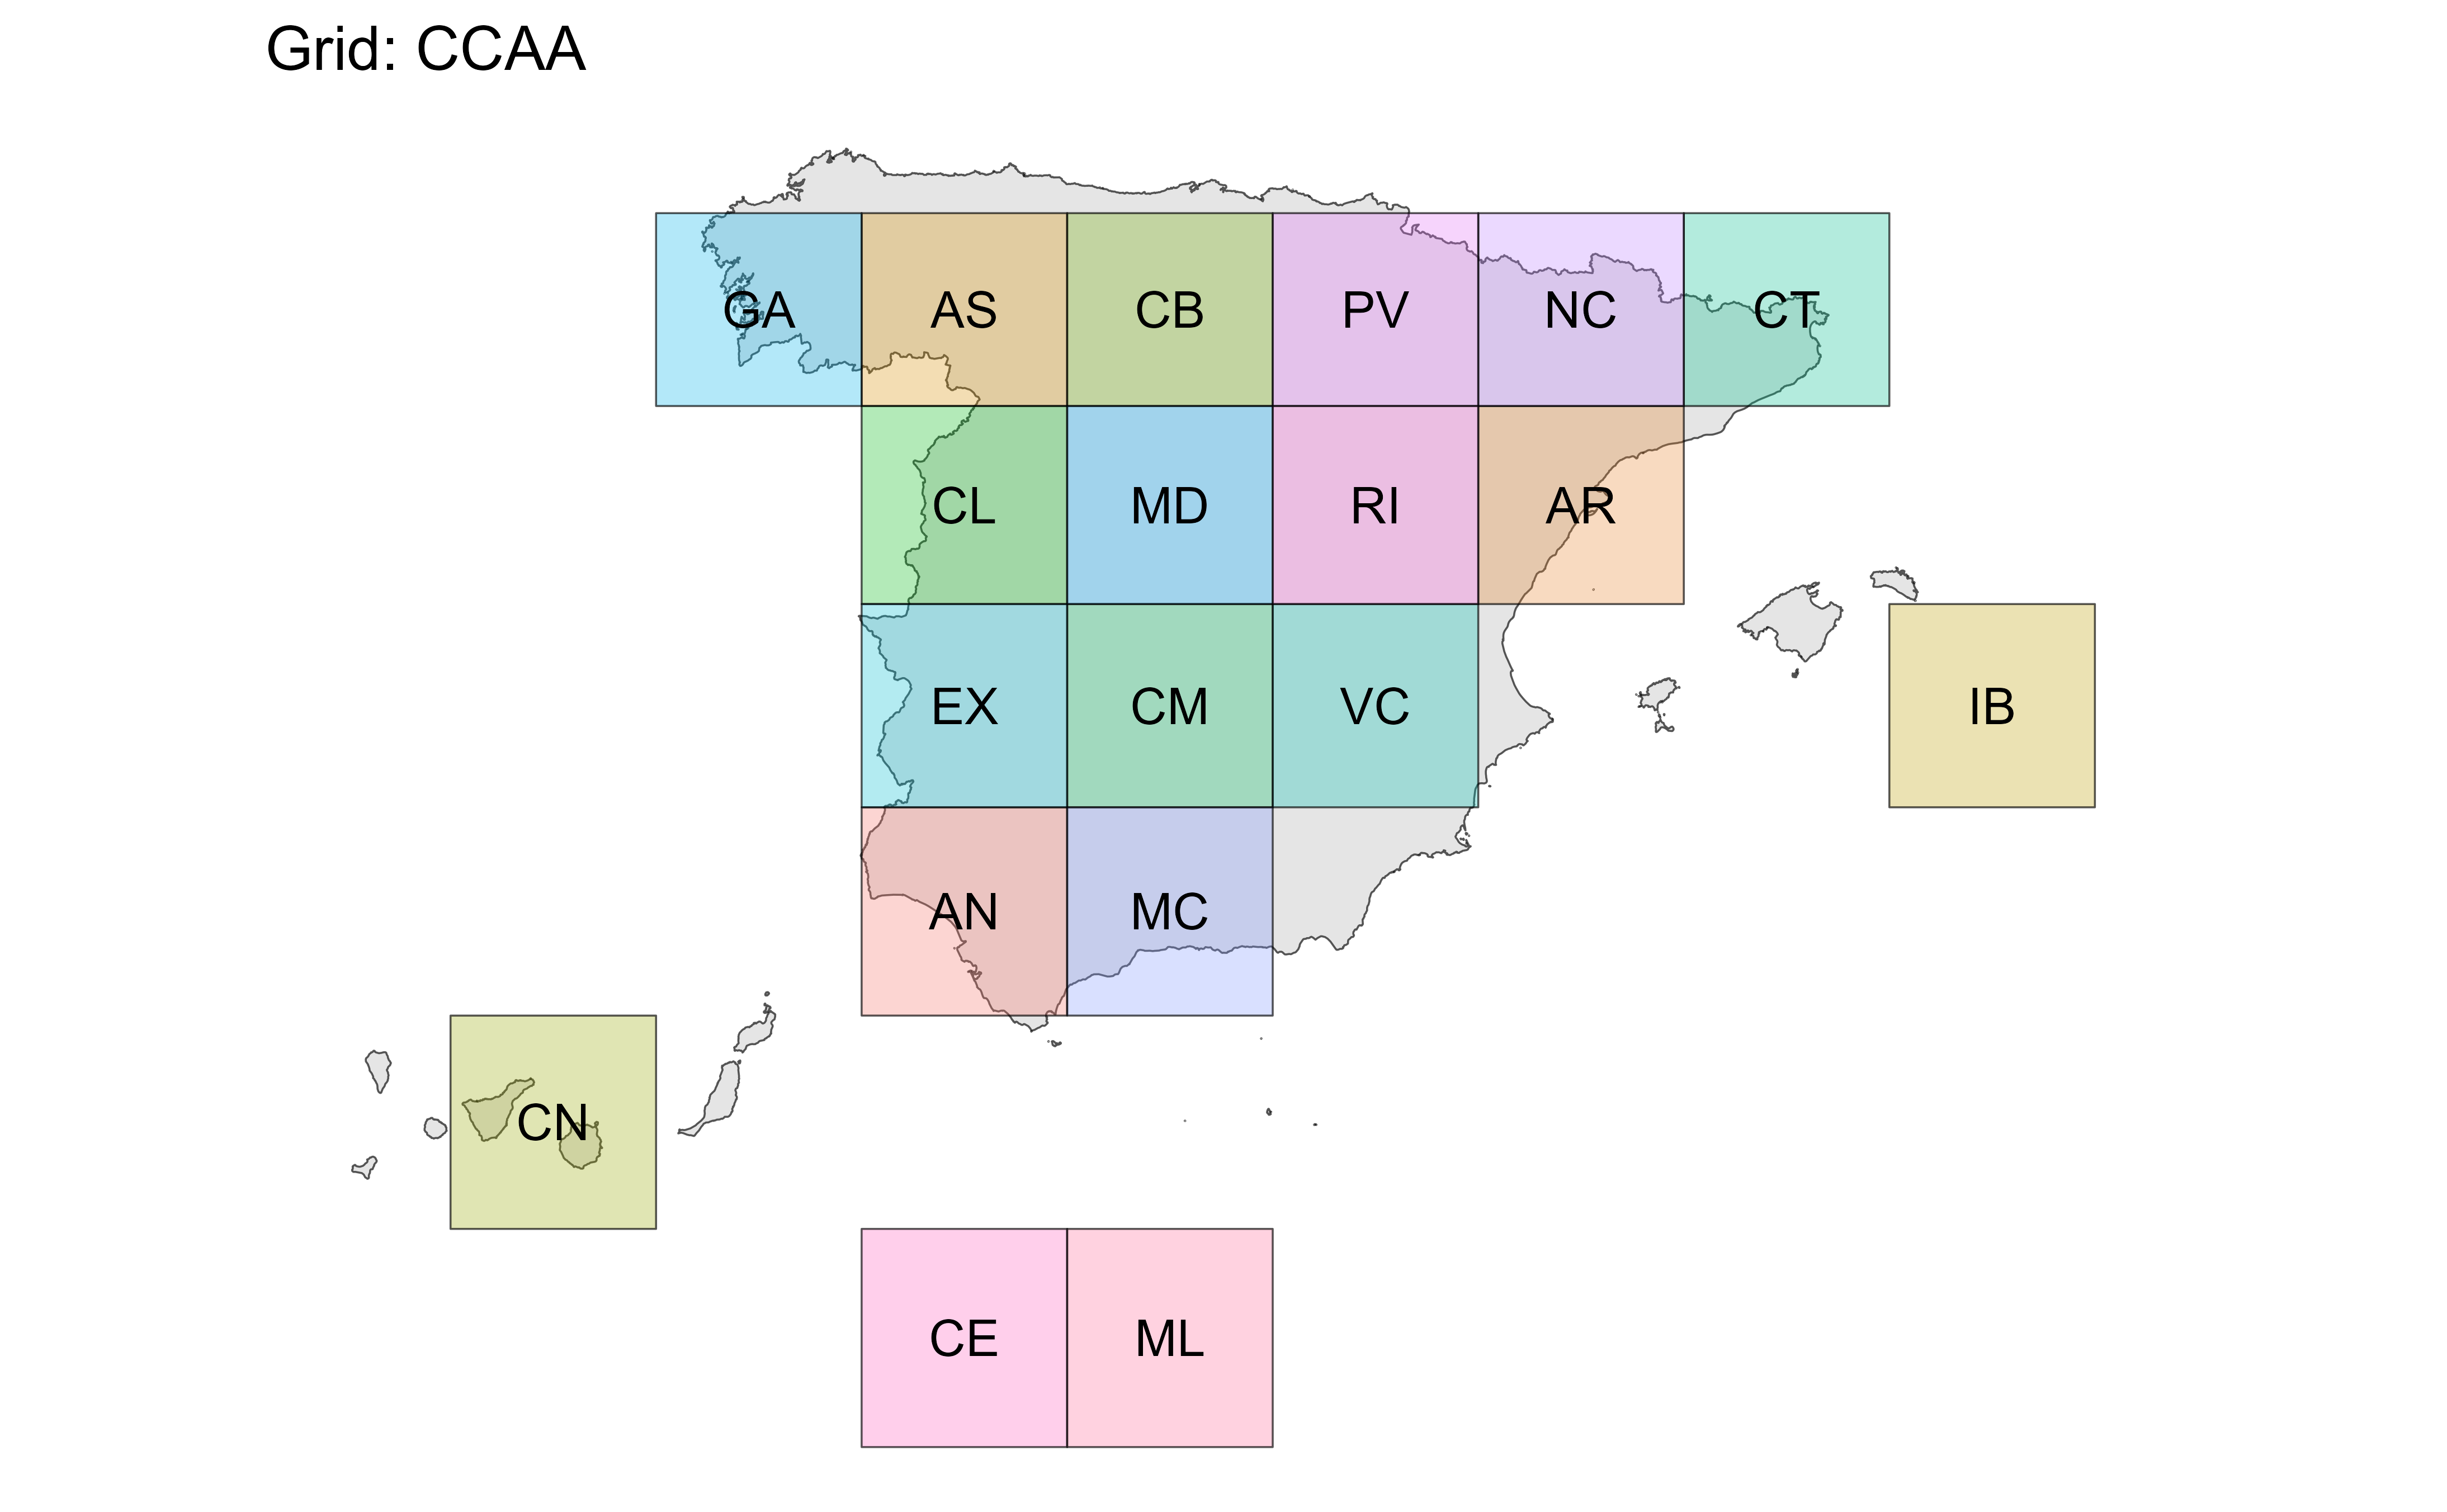 Grid: CCAA
GA AS CB PV NC CT
CL MD RI AR
EX CM VC IB
AN MC
CN
CE ML